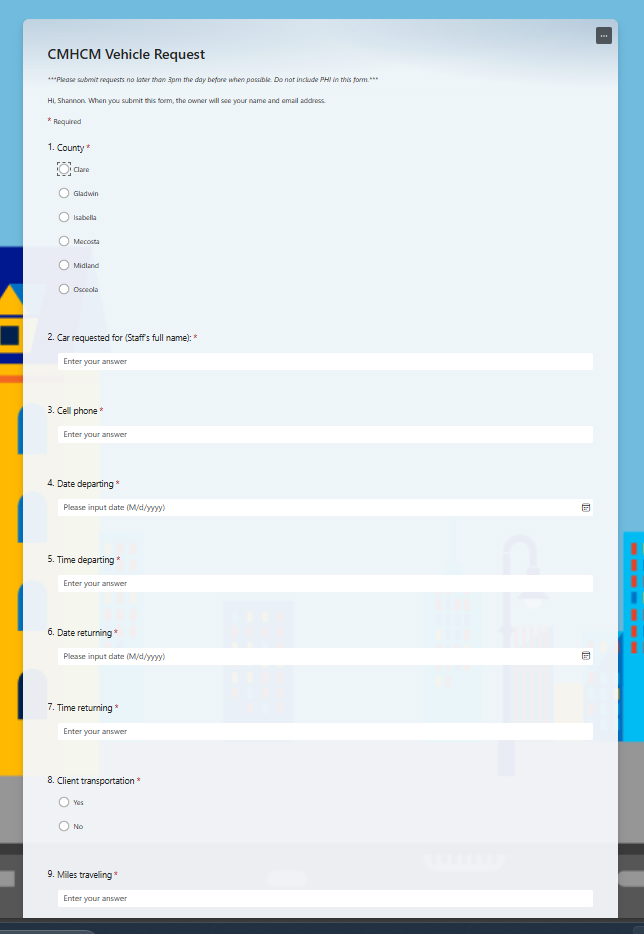 ...
CMHCM Vehicle Request
***Please submit requests no later than 3pm the day before when possible. Do not include PHI in this form.***
Hi, Shannon. When you submit this form, the owner will see your name and email address.
* Required
1. County *
Clare
Gladwin
Isabella
Mecosta
Midland
Osceola
2. Car requested for (Staff's full name): *
Enter your answer
3. Cell phone *
Enter your answer
4. Date departing *
Please input date (M/d/yyyy)
5. Time departing *
Enter your answer
6. Date returning *
Please input date (M/d/yyyy)
7. Time returning *
Enter your answer
8. Client transportation *
Yes
No
9. Miles traveling *
Enter your answer